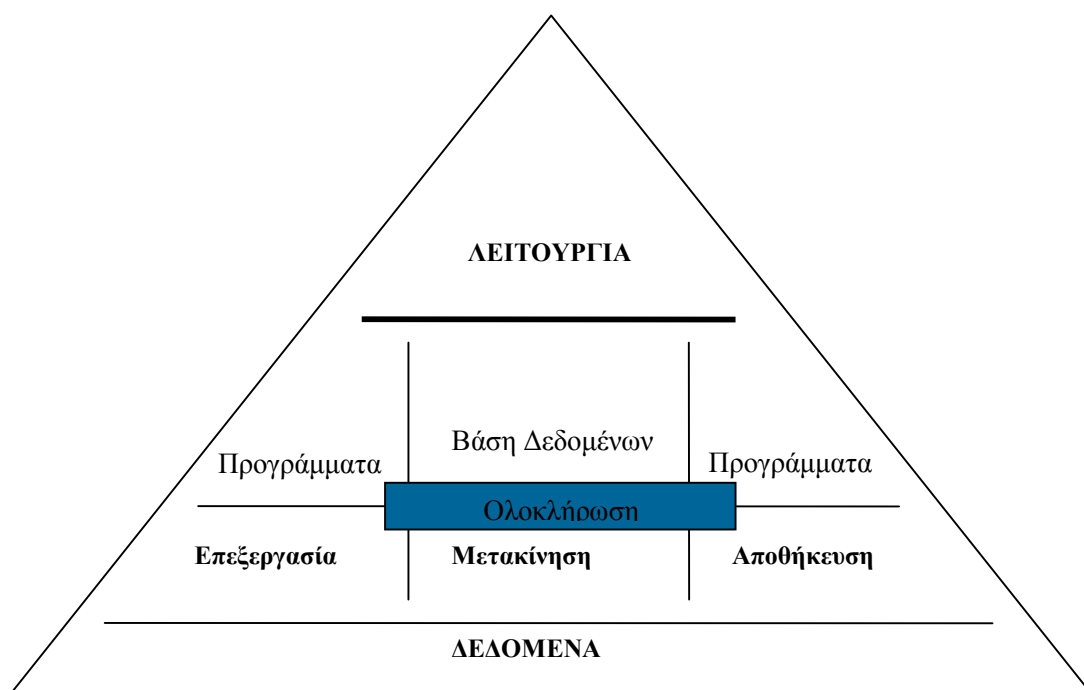 ΛΕΙΤΟΥΡΓΙΑ
Βάση Δεδομένων
Προγράμματα
Προγράμματα
Ολοκλήρωση
Επεξεργασία
Μετακίνηση
Αποθήκευση
ΔΕΔΟΜΕΝΑ